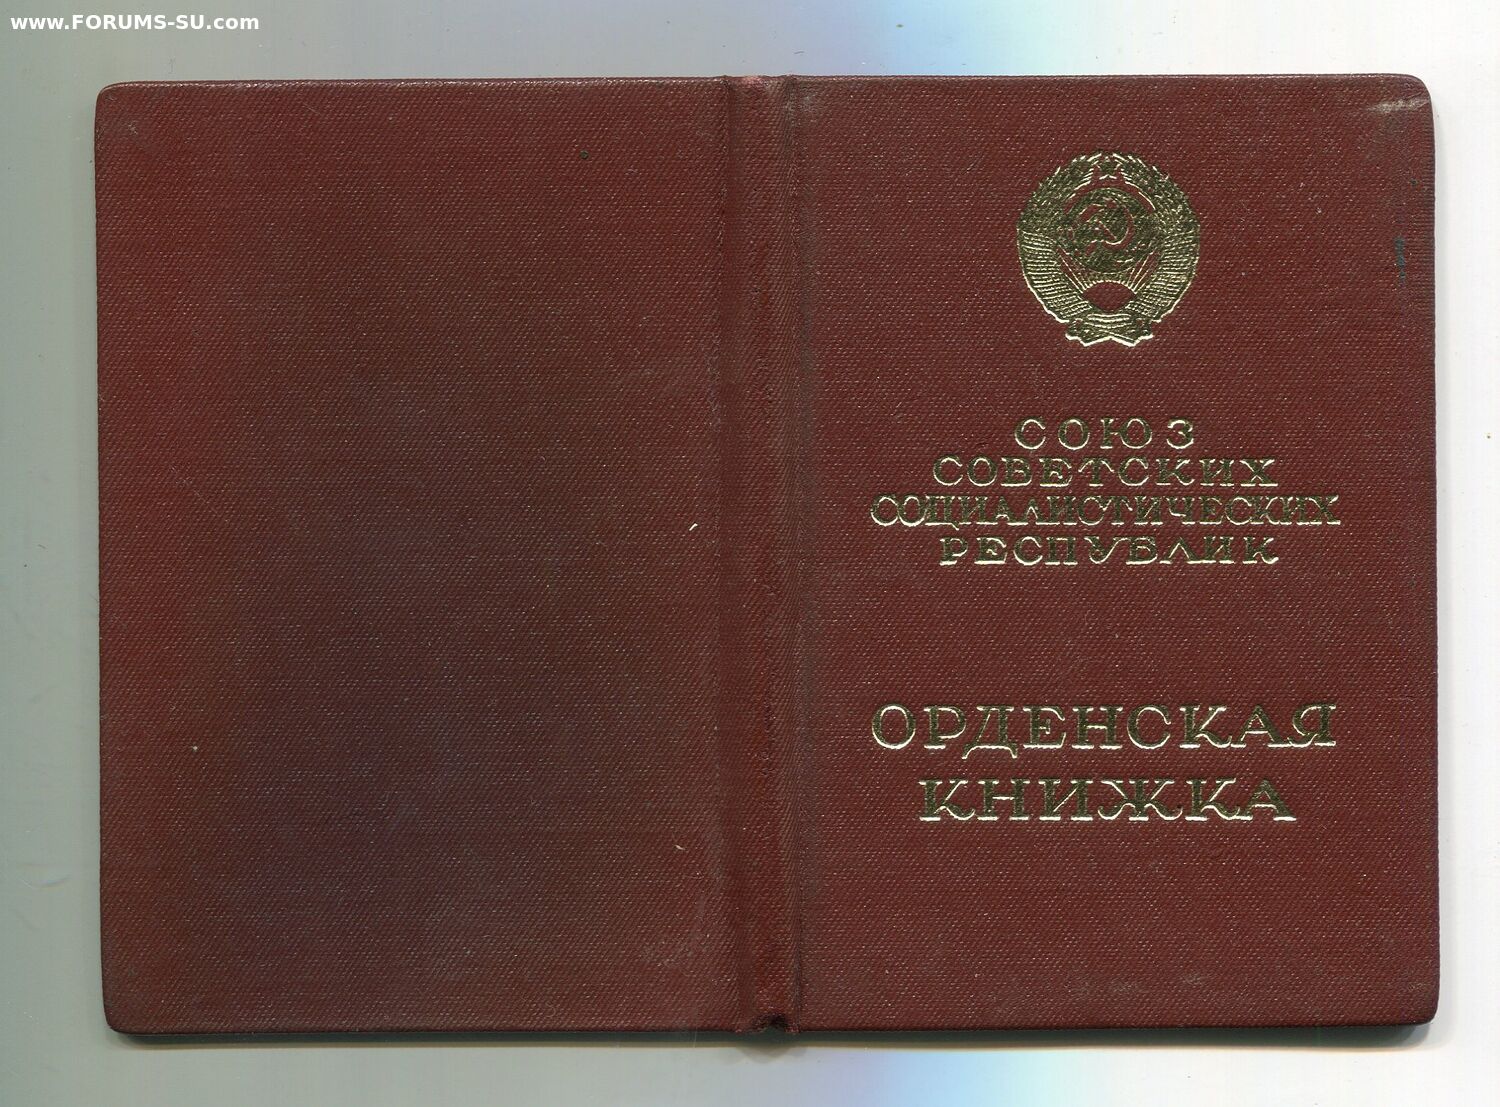 www.FORUMS-SU.com
СОЮЗ
СОВЕТСКИХ
СОЦИАЛИСТИЧЕСКИХ
РЕСПУБЛИК
ОРДЕНСКАЯ
КНИЖКА